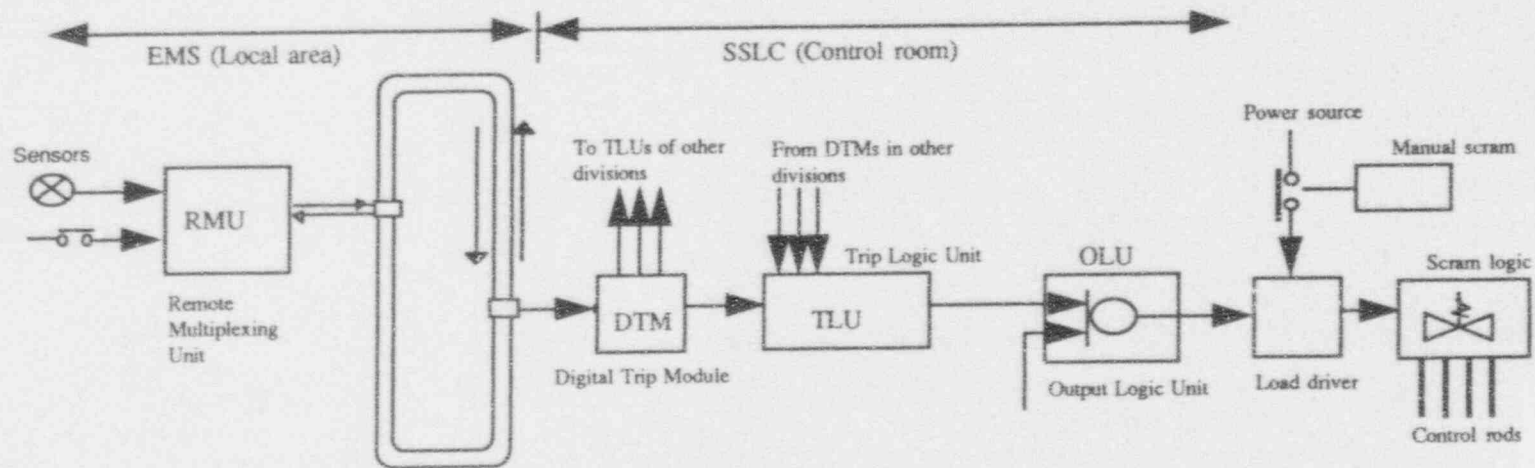 EMS (Local area)
SSLC (Control room)
Sensors
RMU
Remote
Multiplexing
Unit
To TLUs of other
divisions
From DTMs in other
divisions
DTM
Digital Trip Module
Trip Logic Unit
TLU
OLU
Output Logic Unit
Power source
Manual scram
Load driver
Scram logic
Control rods